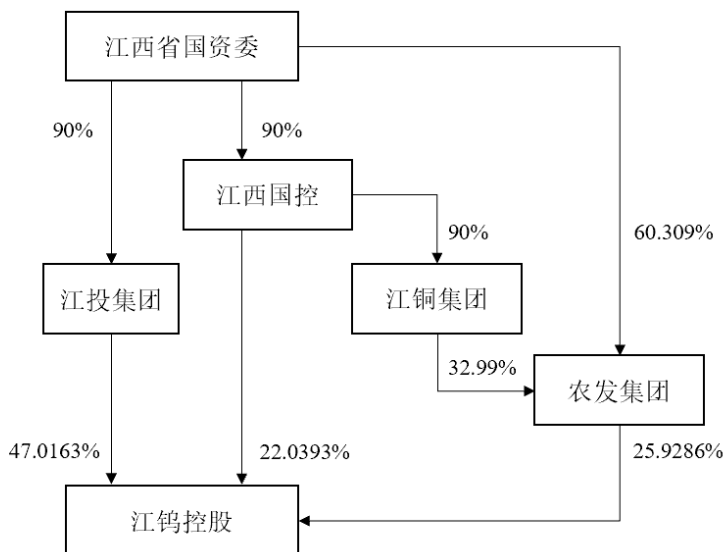 江西省国资委
90%
90%
江西国控
90%
60.309%
江投集团
江铜集团
32.99%
农发集团
47.0163%
22.0393%
25.9286%
江钨控股